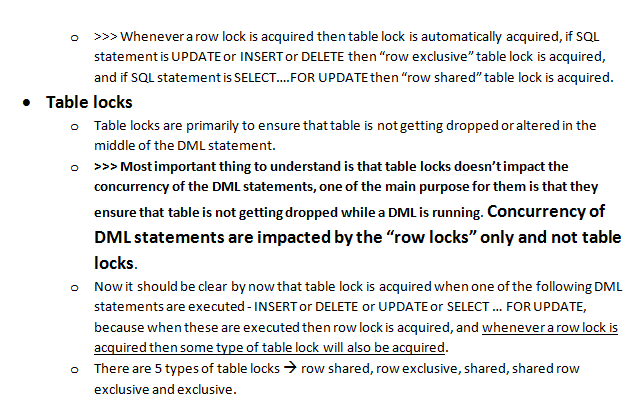 o >>> Whenever a row lock is acquired then table lock is automatically acquired, if SQL
statement is UPDATE or INSERT or DELETE then “row exclusive” table lock is acquired,
and if SQL statement is SELECT....FOR UPDATE then “row shared” table lock is acquired.
• Table locks
o Table locks are primarily to ensure that table is not getting dropped or altered in the
middle of the DML statement.
o >>> Most important thing to understand is that table locks doesn’t impact the
concurrency of the DML statements, one of the main purpose for them is that they
ensure that table is not getting dropped while a DML is running. Concurrency of
DML statements are impacted by the “row locks” only and not table
locks.
o Now it should be clear by now that table lock is acquired when one of the following DML
statements are executed - INSERT or DELETE or UPDATE or SELECT ... FOR UPDATE,
because when these are executed then row lock is acquired, and whenever a row lock is
acquired then some type of table lock will also be acquired.
o There are 5 types of table locks → row shared, row exclusive, shared, shared row
exclusive and exclusive.